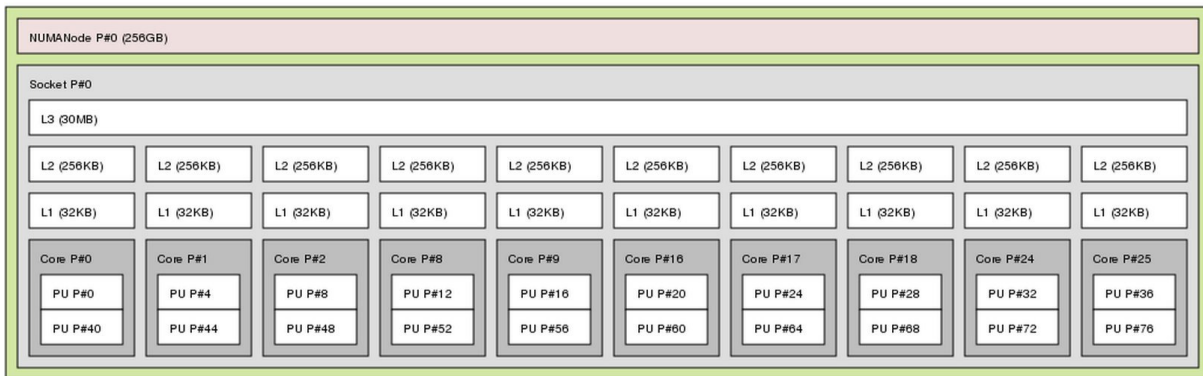 NUMANode P#0 (256GB)
Socket P#0
L3 (30MB)
L2 (256KB) L2 (256KB) L2 (256KB) L2 (256KB) L2 (256KB) L2 (256KB) L2 (256KB) L2 (256KB) L2 (256KB) L2 (256KB)
L1 (32KB) L1 (32KB) L1 (32KB) L1 (32KB) L1 (32KB) L1 (32KB) L1 (32KB) L1 (32KB) L1 (32KB) L1 (32KB)
Core P#0 Core P#1 Core P#2 Core P#8 Core P#9 Core P#16 Core P#17 Core P#18 Core P#24 Core P#25
PU P#0 PU P#4 PU P#8 PU P#12 PU P#16 PU P#20 PU P#24 PU P#28 PU P#32 PU P#36
PU P#40 PU P#44 PU P#48 PU P#52 PU P#56 PU P#60 PU P#64 PU P#68 PU P#72 PU P#76